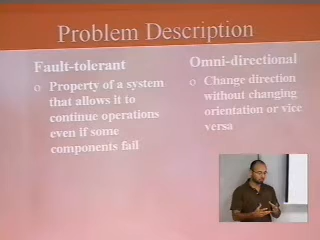 Problem Description
Fault-tolerant
o Property of a system
that allows it to
continue operations
even if some
components fail
Omni-directional
o Change direction
without changing
orientation or vice
versa